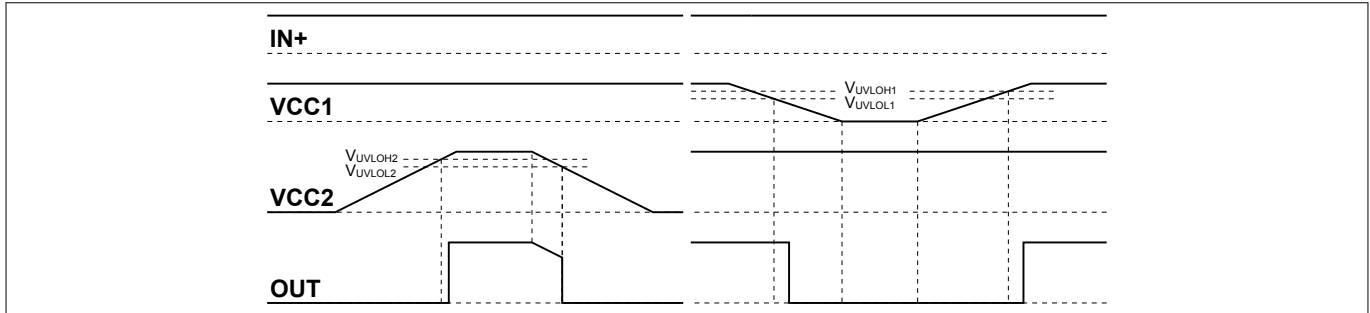 IN+
VCC1
VUVLOH1
VUVLOL1
VUVLOH2
VUVLOL2
VCC2
OUT